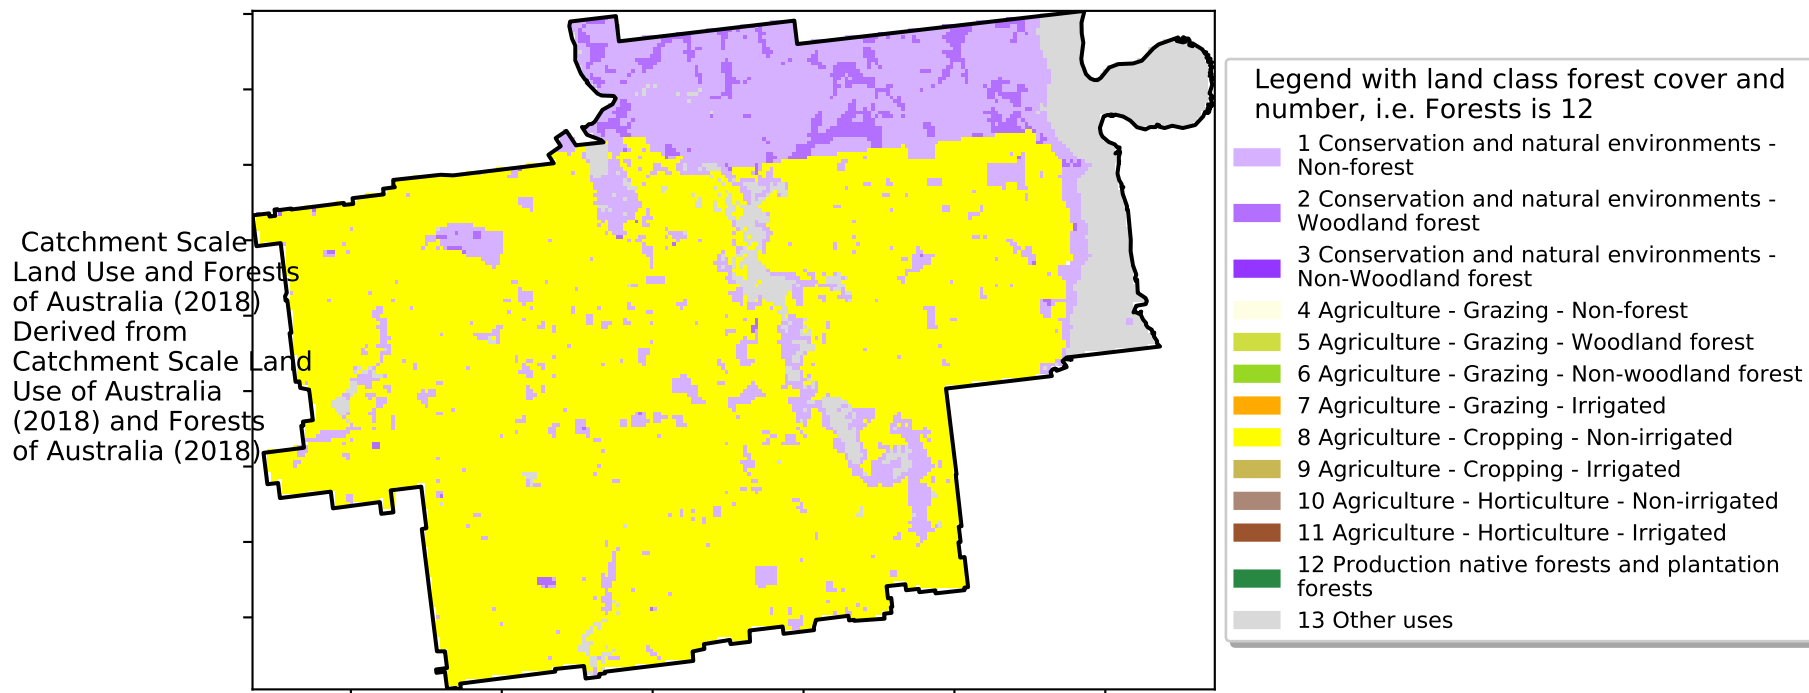 Catchment Scale
Land Use and Forests
of Australia (2018)
Derived from
Catchment Scale Land
Use of Australia
(2018) and Forests
of Australia (2018)
Legend with land class forest cover and
number, i.e. Forests is 12
1 Conservation and natural environments -
Non-forest
2 Conservation and natural environments -
Woodland forest
3 Conservation and natural environments -
Non-Woodland forest
4 Agriculture - Grazing - Non-forest
5 Agriculture - Grazing - Woodland forest
6 Agriculture - Grazing - Non-woodland forest
7 Agriculture - Grazing - Irrigated
8 Agriculture - Cropping - Non-irrigated
9 Agriculture - Cropping - Irrigated
10 Agriculture - Horticulture - Non-irrigated
11 Agriculture - Horticulture - Irrigated
12 Production native forests and plantation
forests
13 Other uses